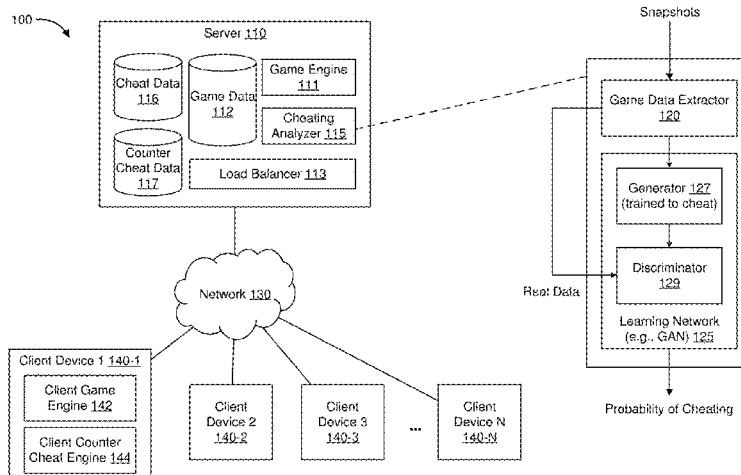 100
Server 110
Cheat Data
116
Game Data
112
Game Engine
111
Cheating
Analyzer 115
Counter
Cheat Data
117
Load Balancer 113
Network 130
Client Device 1 140-1
Client Game
Engine 142
Client Counter
Cheat Engine 144
Client
Device 2
140-2
Client
Device 3
140-3
...
Client
Device N
140-N
Snapshots
Game Data Extractor
120
Generator 127
(trained to cheat)
Discriminator
129
Real Data
Learning Network
(e.g., GAN) 125
Probability of Cheating